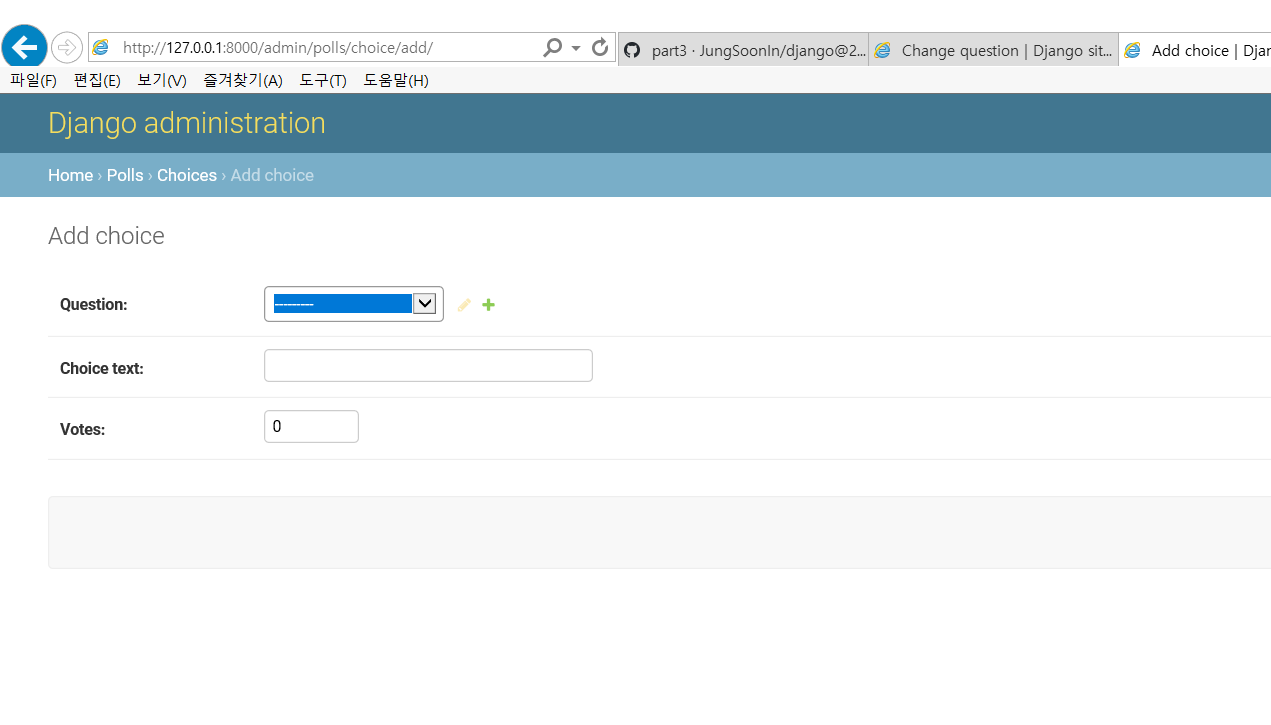 http://127.0.0.1:8000/admin/polls/choice/add/
part3 · JungSoonIn/django@2...
Change question | Django sit...
Add choice | Djan
파일(F) 편집(E) 보기(V) 즐겨찾기(A) 도구(T) 도움말(H)
Django administration
Home › Polls › Choices › Add choice
Add choice
Question: ---------
Choice text:
Votes: 0